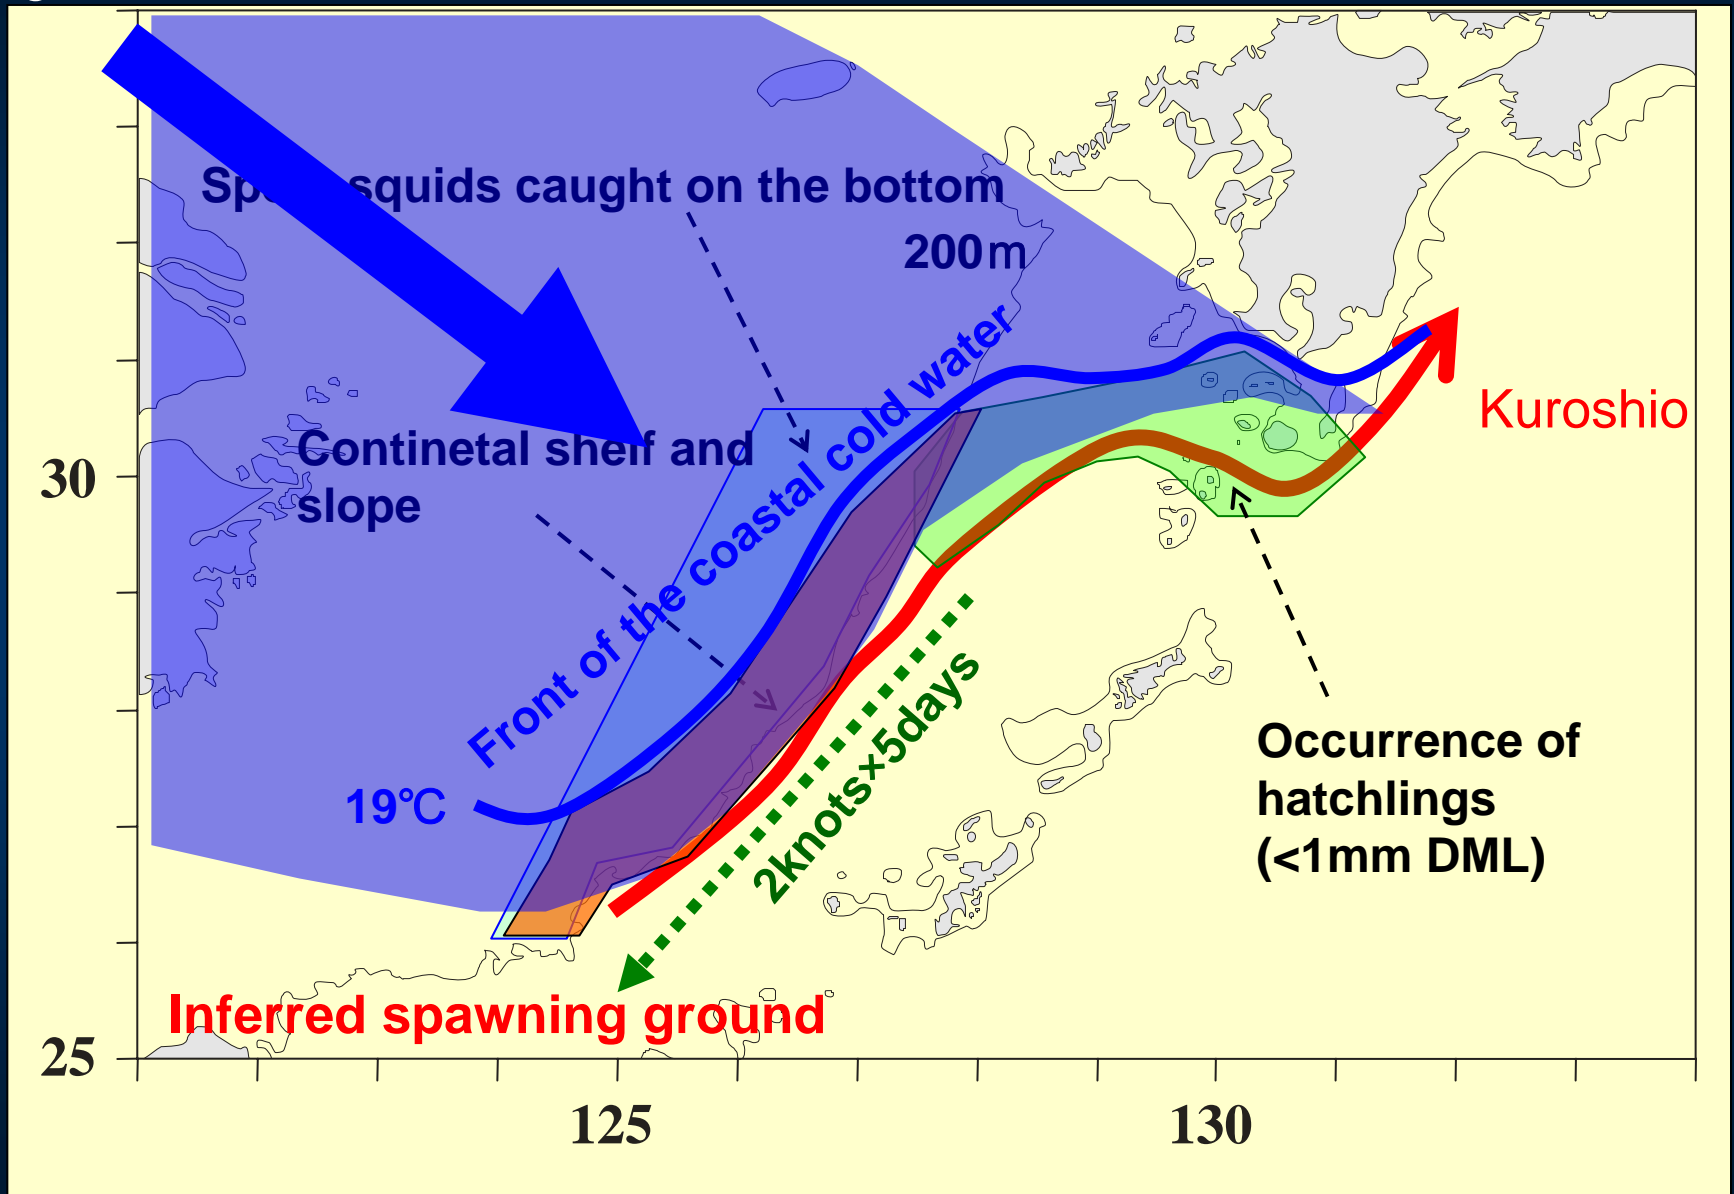 squids caught on the bottom
200m
Front of the coastal cold water
Kuroshio
Continetal shelf and
slope
30
2knots×5days
Occurrence of
hatchlings
(<1mm DML)
19℃
Inferred spawning ground
25
125
130